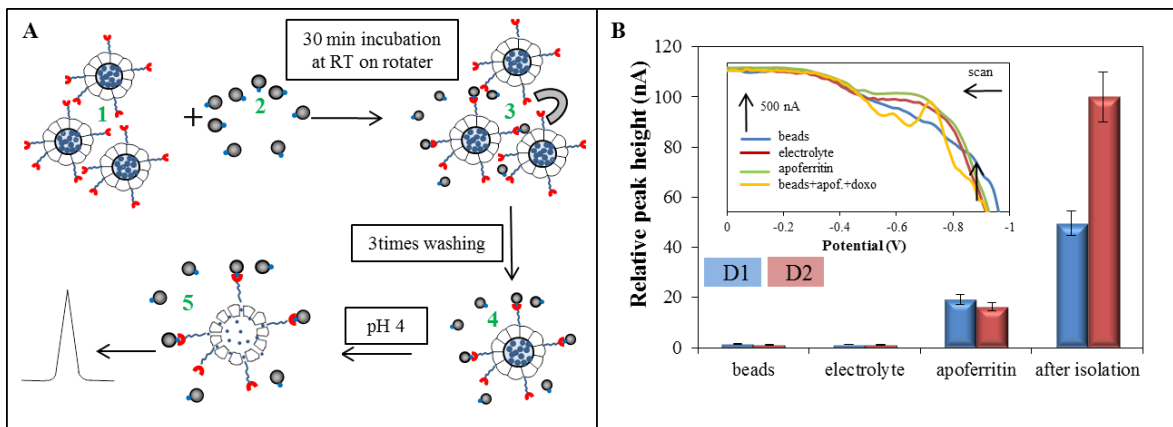 A
30 min incubation
at RT on rotater
1
+
2
3
3times washing
4
pH 4
5
B
Relative peak height (nA)
120
100
80
60
40
20
0
scan
500 nA
beads
electrolyte
apoferritin
beads+apof.+doxo
0
-0.2
-0.4
-0.6
-0.8
-1
Potential (V)
D1
D2
beads
electrolyte
apoferritin
after isolation